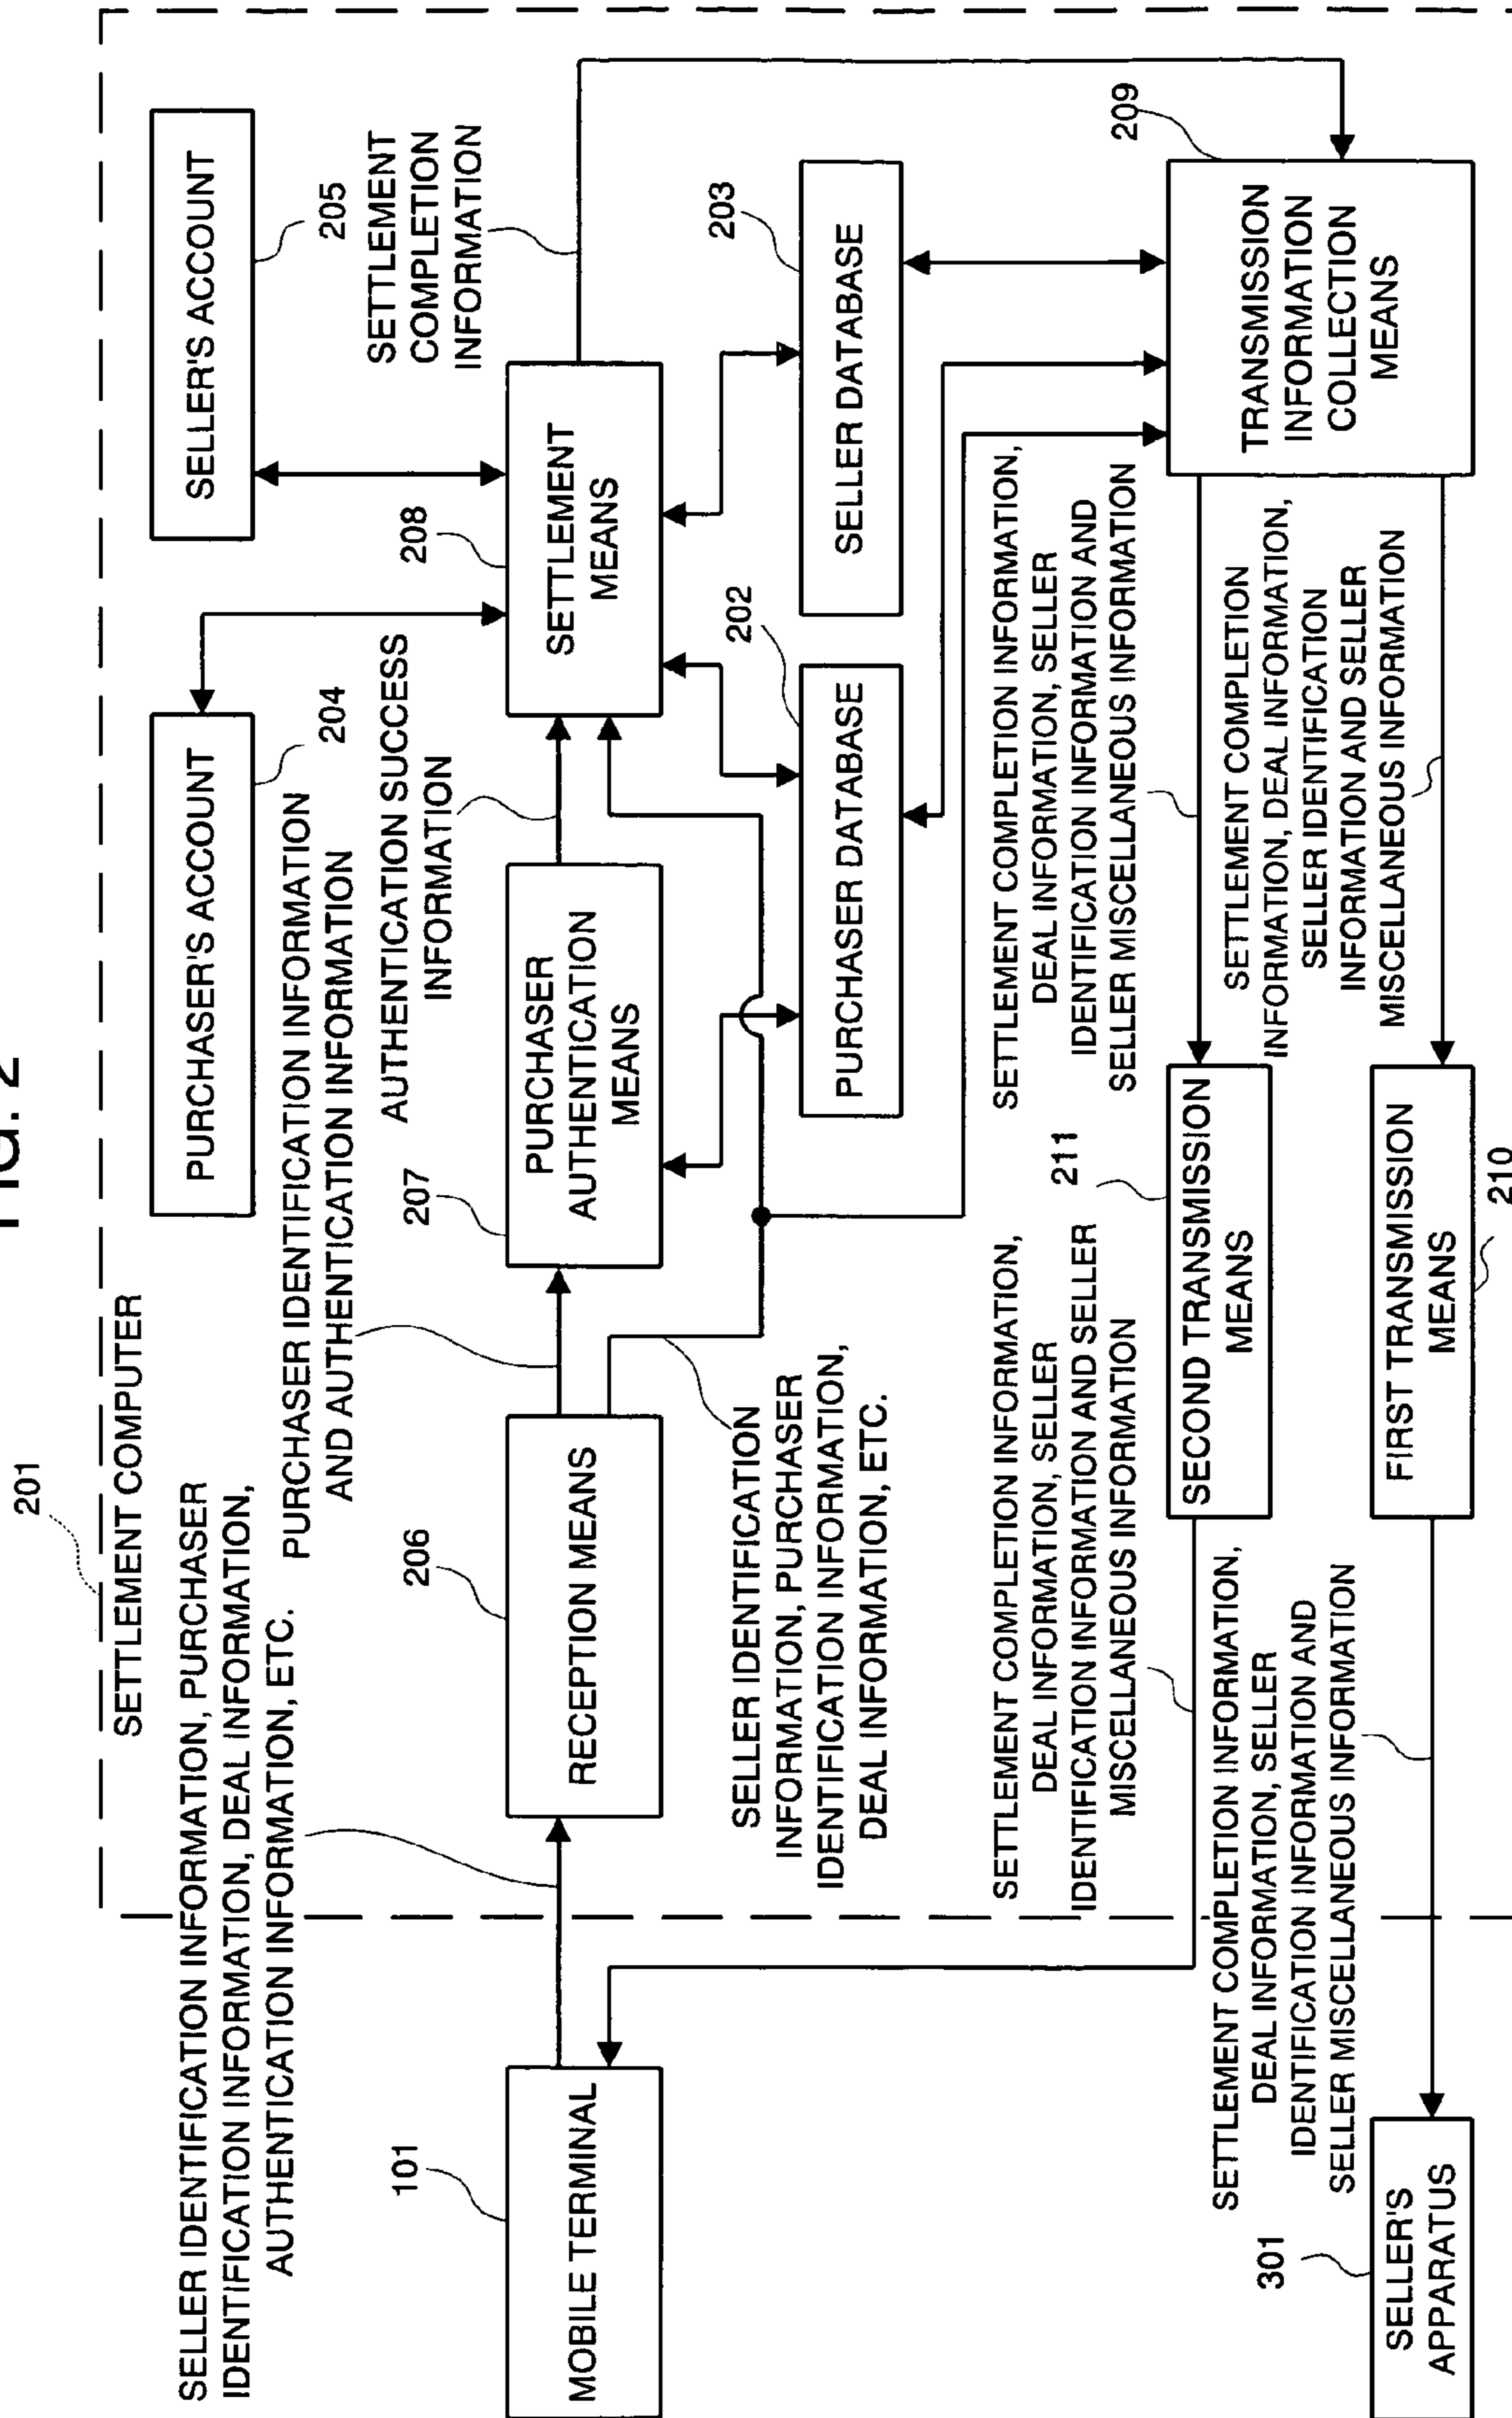 FIG. 2
201
SETTLEMENT COMPUTER
SELLER IDENTIFICATION INFORMATION, PURCHASER
IDENTIFICATION INFORMATION, DEAL INFORMATION,
AUTHENTICATION INFORMATION, ETC.
PURCHASER IDENTIFICATION INFORMATION
AND AUTHENTICATION INFORMATION
PURCHASER'S ACCOUNT
204
SELLER'S ACCOUNT
205
AUTHENTICATION SUCCESS
INFORMATION
SETTLEMENT
COMPLETION
INFORMATION
101
MOBILE TERMINAL
206
RECEPTION MEANS
207
PURCHASER
AUTHENTICATION
MEANS
208
SETTLEMENT
MEANS
SELLER IDENTIFICATION
INFORMATION, PURCHASER
IDENTIFICATION INFORMATION,
DEAL INFORMATION, ETC.
202
PURCHASER DATABASE
203
SELLER DATABASE
209
TRANSMISSION
INFORMATION
COLLECTION
MEANS
SETTLEMENT COMPLETION INFORMATION,
DEAL INFORMATION, SELLER
IDENTIFICATION INFORMATION AND SELLER
MISCELLANEOUS INFORMATION
211
SECOND TRANSMISSION
MEANS
SETTLEMENT COMPLETION INFORMATION,
DEAL INFORMATION, SELLER
IDENTIFICATION INFORMATION AND
SELLER MISCELLANEOUS INFORMATION
SETTLEMENT COMPLETION
INFORMATION, DEAL INFORMATION,
SELLER IDENTIFICATION
INFORMATION AND SELLER
MISCELLANEOUS INFORMATION
301
SELLER'S
APPARATUS
SETTLEMENT COMPLETION INFORMATION,
DEAL INFORMATION, SELLER
IDENTIFICATION INFORMATION AND
SELLER MISCELLANEOUS INFORMATION
FIRST TRANSMISSION
MEANS
210